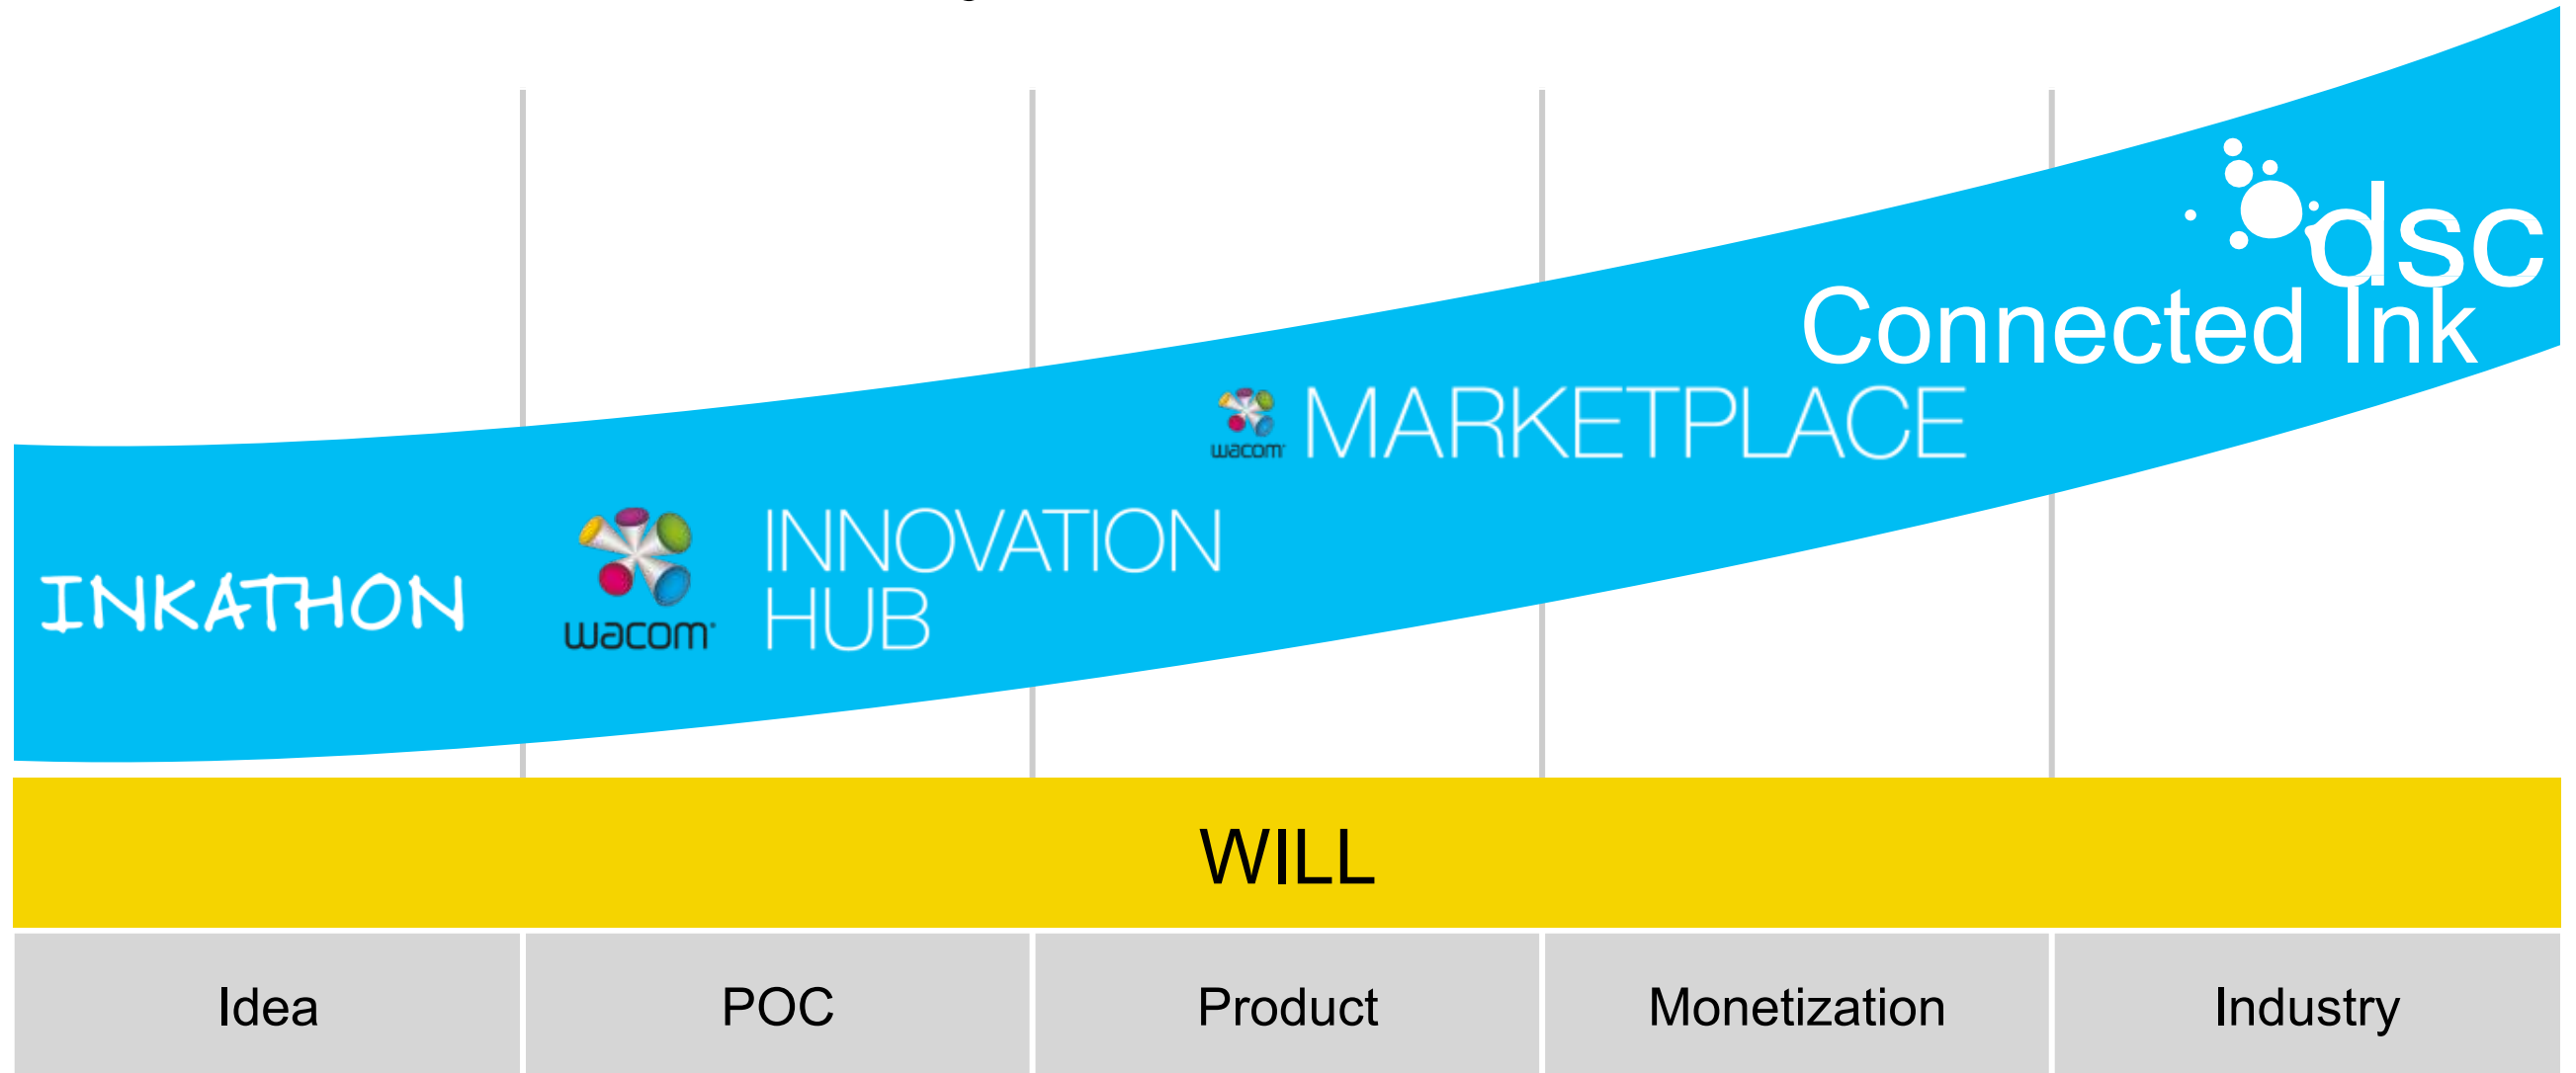 dsc
Connected Ink
wacom MARKETPLACE
INNOVATION
HUB
wacom
INKATHON
WILL
Idea
POC
Product
Monetization
Industry